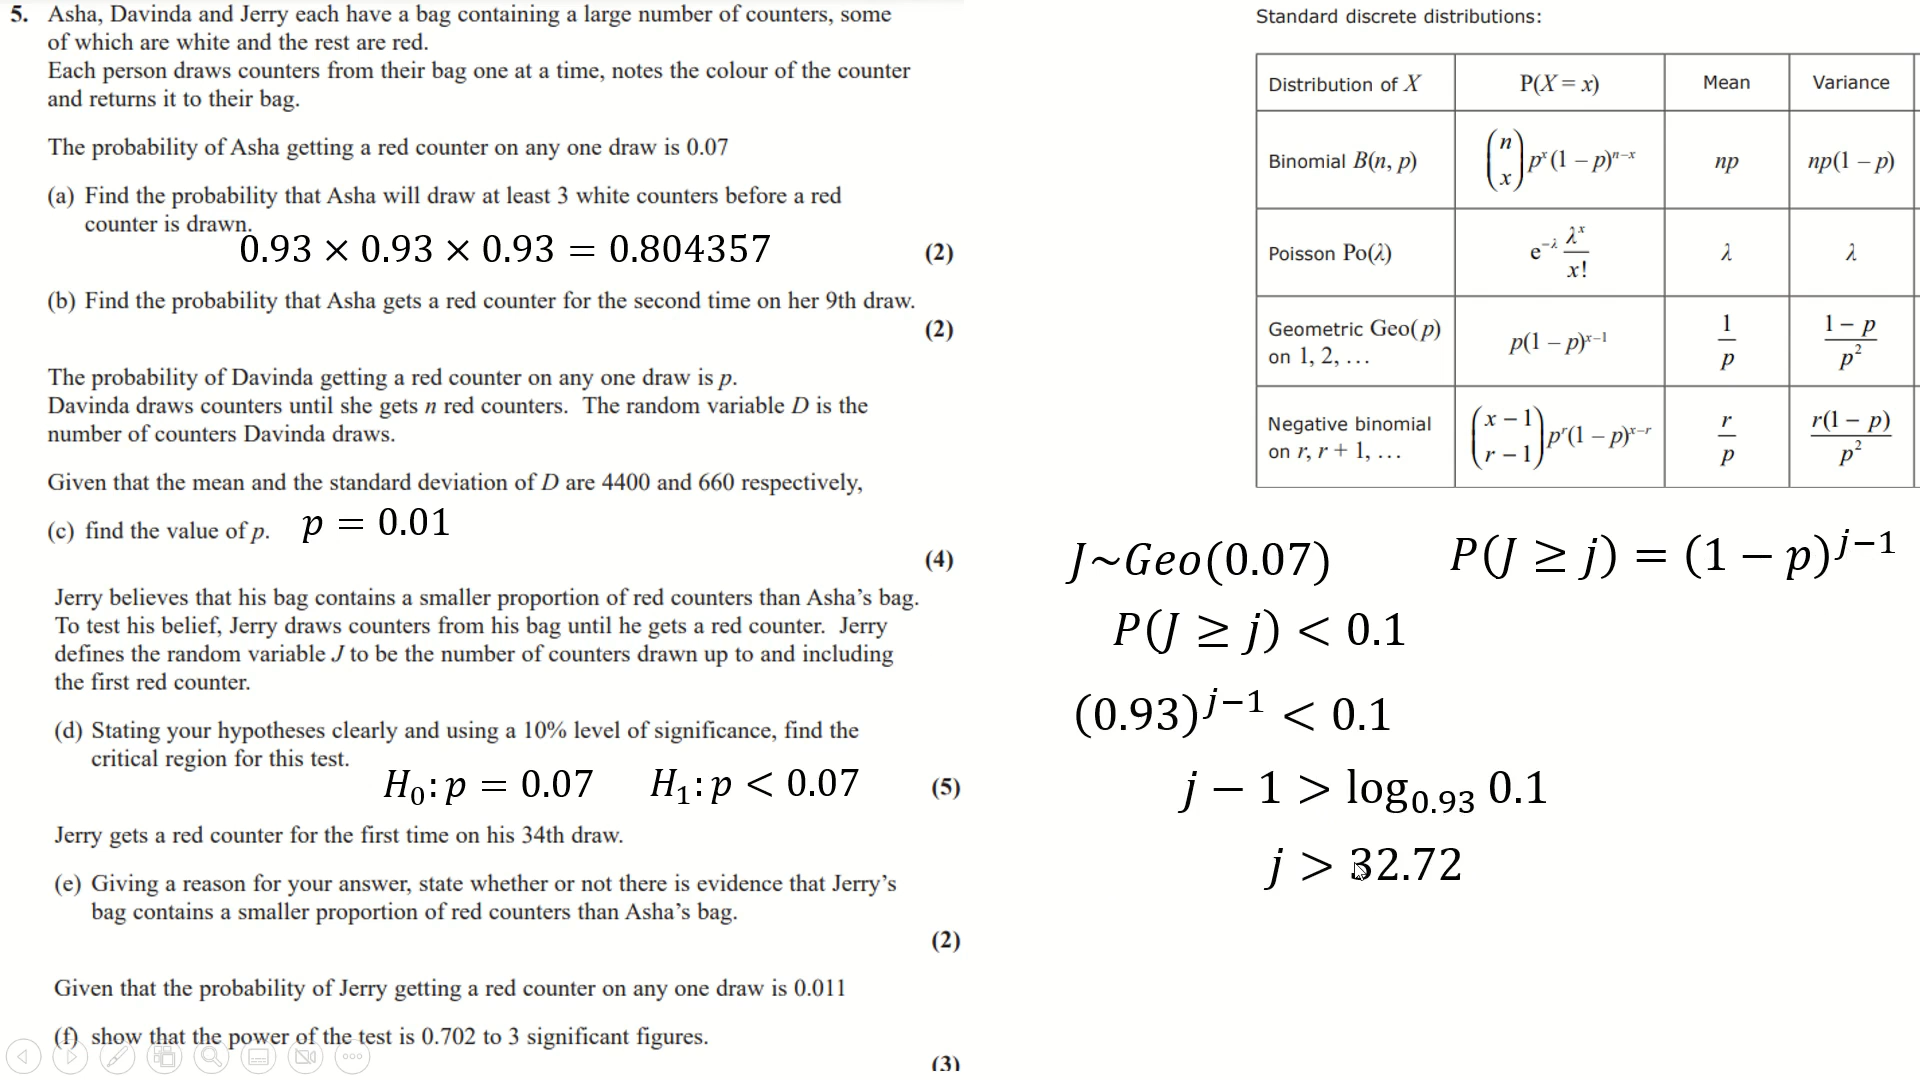 5. Asha, Davinda and Jerry each have a bag containing a large number of counters, some
of which are white and the rest are red.
Each person draws counters from their bag one at a time, notes the colour of the counter
and returns it to their bag.
The probability of Asha getting a red counter on any one draw is 0.07
(a) Find the probability that Asha will draw at least 3 white counters before a red
counter is drawn.
0.93 × 0.93 × 0.93 = 0.804357
(2)
(b) Find the probability that Asha gets a red counter for the second time on her 9th draw.
(2)
The probability of Davinda getting a red counter on any one draw is p.
Davinda draws counters until she gets n red counters. The random variable D is the
number of counters Davinda draws.
Given that the mean and the standard deviation of D are 4400 and 660 respectively,
(c) find the value of p. p = 0.01
(4)
Jerry believes that his bag contains a smaller proportion of red counters than Asha's bag.
To test his belief, Jerry draws counters from his bag until he gets a red counter. Jerry
defines the random variable J to be the number of counters drawn up to and including
the first red counter.
(d) Stating your hypotheses clearly and using a 10% level of significance, find the
critical region for this test.
H₀: p = 0.07 H₁: p < 0.07
(5)
Jerry gets a red counter for the first time on his 34th draw.
(e) Giving a reason for your answer, state whether or not there is evidence that Jerry's
bag contains a smaller proportion of red counters than Asha's bag.
(2)
Given that the probability of Jerry getting a red counter on any one draw is 0.011
(f) show that the power of the test is 0.702 to 3 significant figures.
(3)
Standard discrete distributions:
Distribution of X P(X = x) Mean Variance
Binomial B(n, p) (n x) pˣ(1 – p)ⁿ⁻ˣ np np(1 – p)
Poisson Po(λ) e^(–λ) λˣ/x! λ λ
Geometric Geo(p) on 1, 2, … p(1 – p)ˣ⁻¹ 1/p (1 – p)/p²
Negative binomial on r, r + 1, … (x – 1 r – 1) pʳ(1 – p)ˣ⁻ʳ r/p r(1 – p)/p²
J~Geo(0.07) P(J ≥ j) = (1 − p)ʲ⁻¹
P(J ≥ j) < 0.1
(0.93)ʲ⁻¹ < 0.1
j − 1 > log₀.₉₃ 0.1
j > 32.72